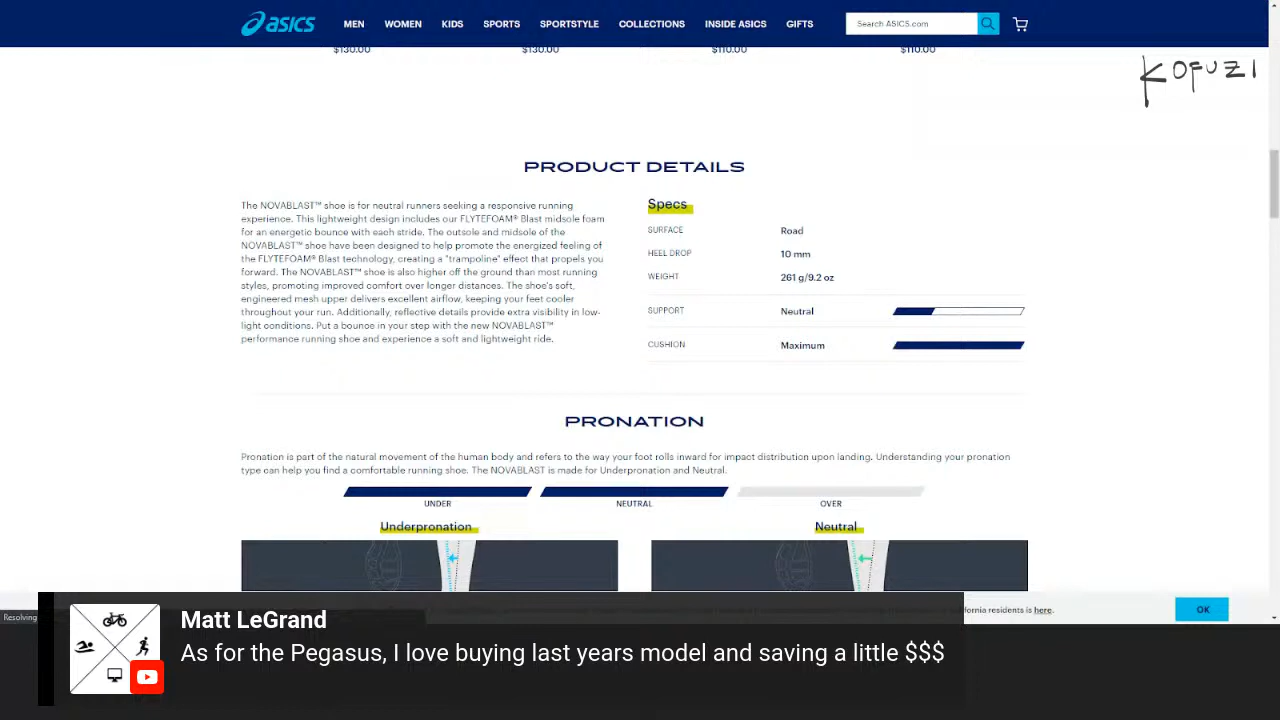 asics
MEN WOMEN KIDS SPORTS SPORTSTYLE COLLECTIONS INSIDE ASICS GIFTS
Search ASICS.com
$130.00 $130.00 $110.00 $110.00
KOFUZI
PRODUCT DETAILS
The NOVABLAST™ shoe is for neutral runners seeking a responsive running
experience. This lightweight design includes our FLYTEFOAM® Blast midsole foam
for an energetic bounce with each stride. The outsole and midsole of the
NOVABLAST™ shoe have been designed to help promote the energized feeling of
the FLYTEFOAM® Blast technology, creating a "trampoline" effect that propels you
forward. The NOVABLAST™ shoe is also higher off the ground than most running
styles, promoting improved comfort over longer distances. The shoe's soft,
engineered mesh upper delivers excellent airflow, keeping your feet cooler
throughout your run. Additionally, reflective details provide extra visibility in low-
light conditions. Put a bounce in your step with the new NOVABLAST™
performance running shoe and experience a soft and lightweight ride.
Specs
SURFACE Road
HEEL DROP 10 mm
WEIGHT 261 g/9.2 oz
SUPPORT Neutral
CUSHION Maximum
PRONATION
Pronation is part of the natural movement of the human body and refers to the way your foot rolls inward for impact distribution upon landing. Understanding your pronation
type can help you find a comfortable running shoe. The NOVABLAST is made for Underpronation and Neutral.
UNDER NEUTRAL OVER
Underpronation Neutral
Resolving
residents is here.
OK
Matt LeGrand
As for the Pegasus, I love buying last years model and saving a little $$$